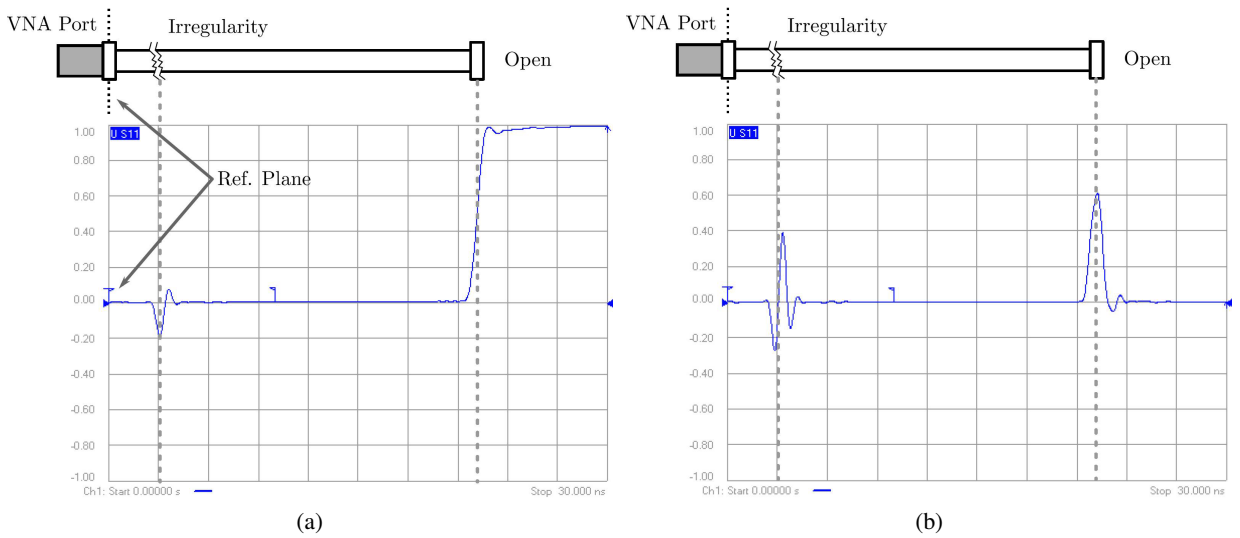 VNA Port
Irregularity
Open
1.00
U S11
0.80
0.60
Ref. Plane
0.40
0.20
0.00
-0.20
-0.40
-0.60
-0.80
-1.00
Ch1: Start 0.00000 s
Stop 30.000 ns
(a)
VNA Port
Irregularity
Open
1.00
U S11
0.80
0.60
0.40
0.20
0.00
-0.20
-0.40
-0.60
-0.80
-1.00
Ch1: Start 0.00000 s
Stop 30.000 ns
(b)